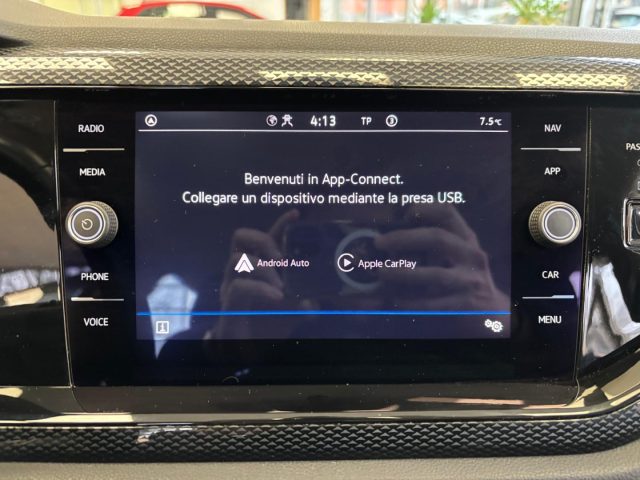 4:13 TP 7.5°C
RADIO
NAV
MEDIA
APP
PHONE
CAR
VOICE
MENU
Benvenuti in App-Connect.
Collegare un dispositivo mediante la presa USB.
Android Auto
Apple CarPlay
PAS